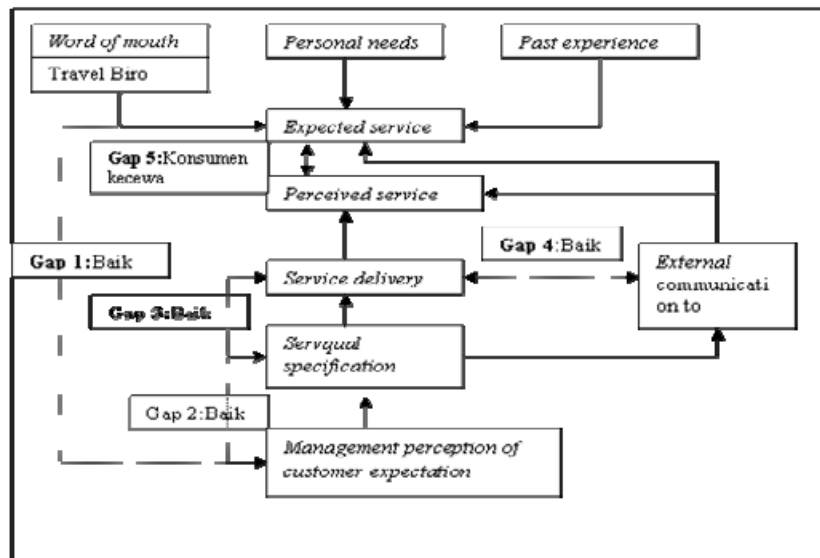 Word of mouth
Travel Biro
Personal needs
Past experience
Expected service
Gap 5:Konsumen
kecewa
Perceived service
Gap 4:Baik
Gap 1:Baik
Service delivery
External
communicati
on to
Gap 3:Baik
Servqual
specification
Gap 2:Baik
Management perception of
customer expectation